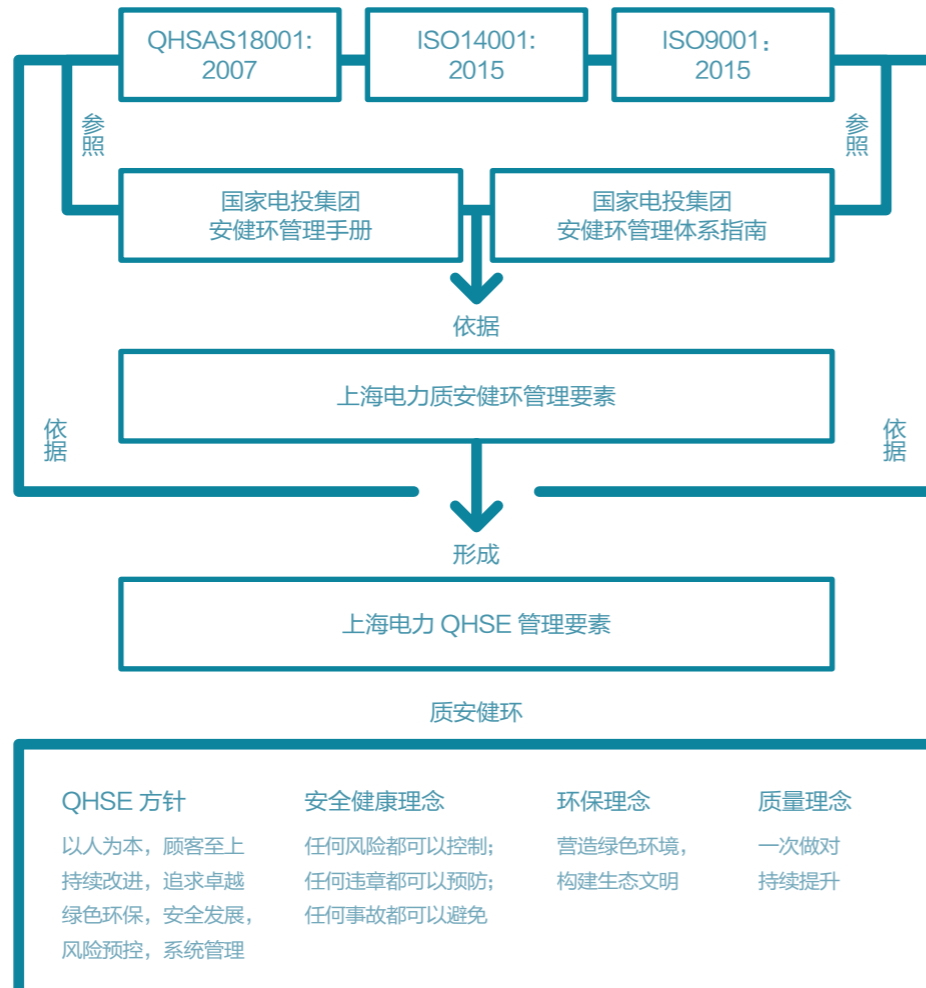 QHSAS18001:
2007
ISO14001:
2015
ISO9001：
2015
参照
参照
国家电投集团
安健环管理手册
国家电投集团
安健环管理体系指南
依据
上海电力质安健环管理要素
依据
依据
形成
上海电力 QHSE 管理要素
质安健环
QHSE 方针
以人为本，顾客至上
持续改进，追求卓越
绿色环保，安全发展，
风险预控，系统管理
安全健康理念
任何风险都可以控制；
任何违章都可以预防；
任何事故都可以避免
环保理念
营造绿色环境，
构建生态文明
质量理念
一次做对
持续提升